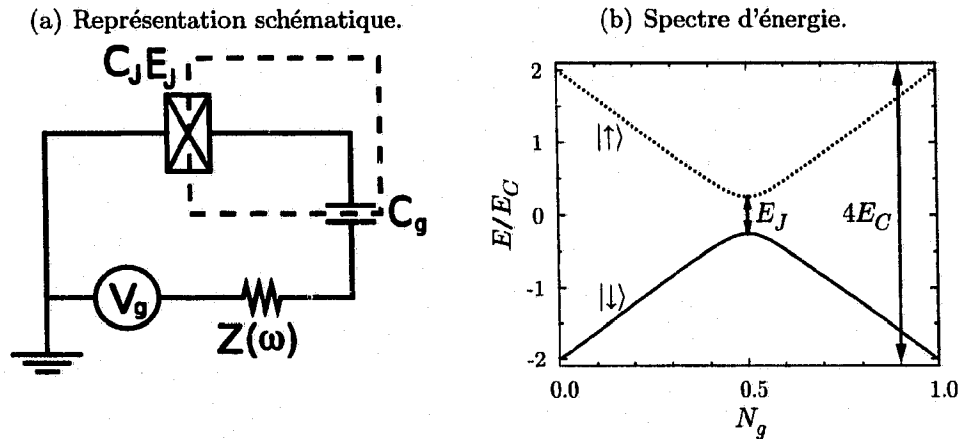 (a) Représentation schématique.
C_J E_J
C_g
V_g
Z(ω)
(b) Spectre d'énergie.
E/E_C
2
1
0
-1
-2
|↑⟩
|↓⟩
E_J
4E_C
0.0
0.5
1.0
N_g